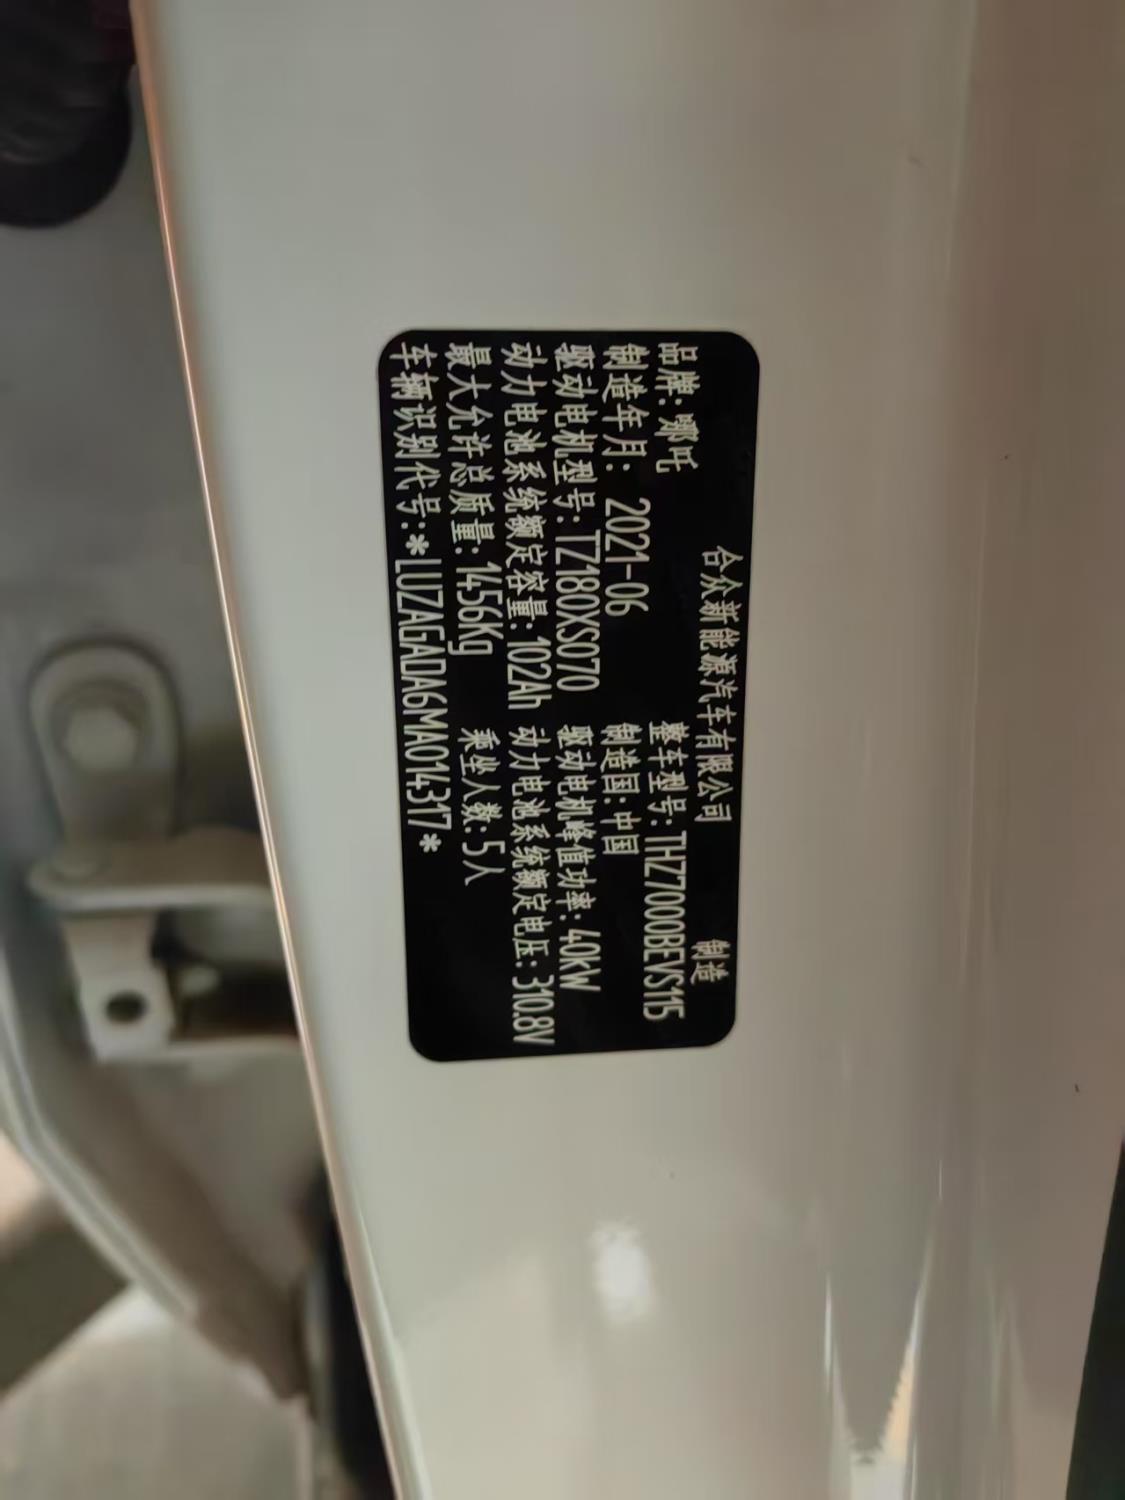 合众新能源汽车有限公司 制造
品牌:哪吒 整车型号:THZ7000BEVS115
制造年月: 2021-06 制造国:中国
驱动电机型号:TZ180XS070 驱动电机峰值功率:40kW
动力电池系统额定容量:102Ah 动力电池系统额定电压:310.8V
最大允许总质量:1456Kg 乘坐人数:5人
车辆识别代号:*LUZAGADA6MA014317*